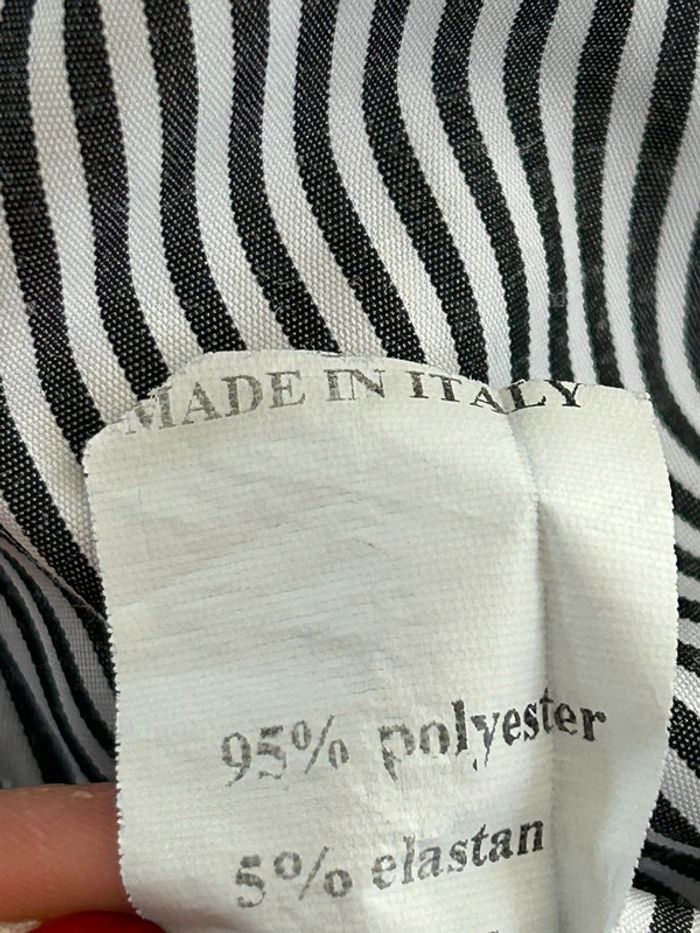 MADE IN ITALY
95% polyester
5% elastan